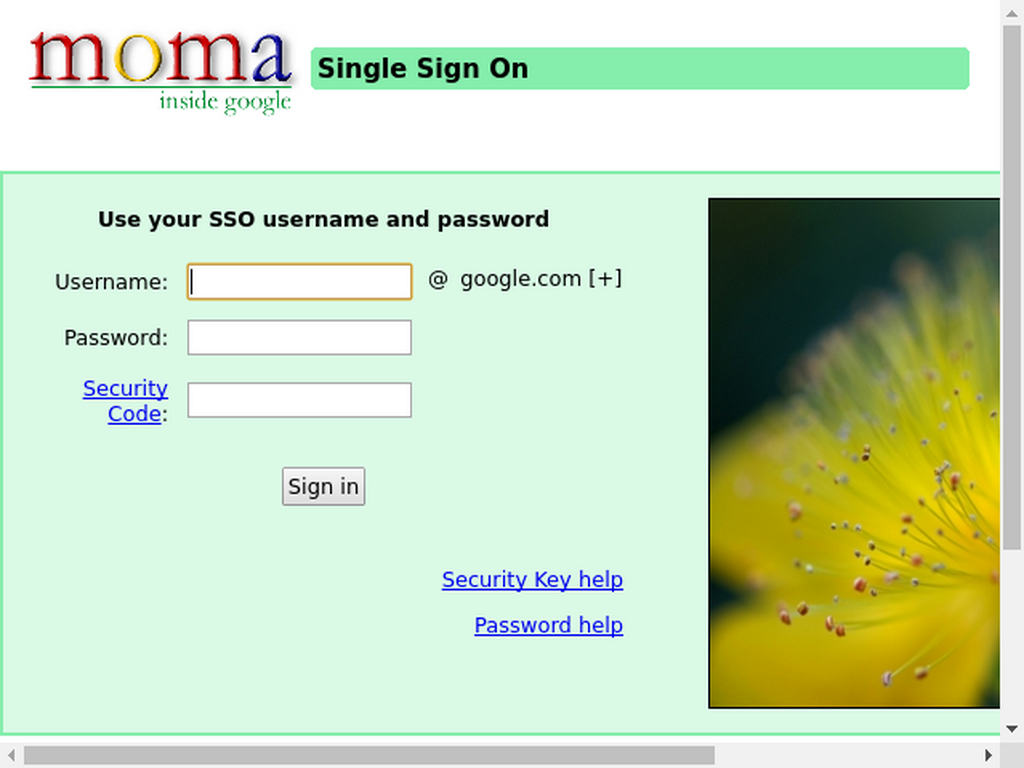 moma
inside google
Single Sign On
Use your SSO username and password
Username:
@ google.com [+]
Password:
Security
Code:
Sign in
Security Key help
Password help